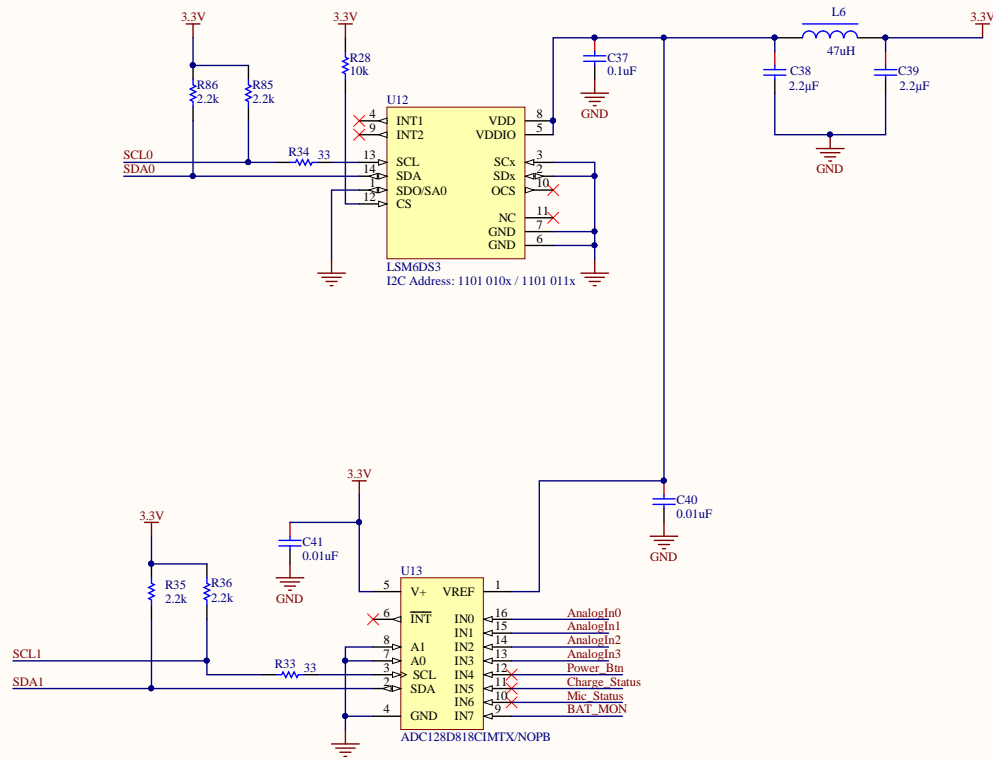 3.3V
3.3V
L6
3.3V
47uH
R86
2.2k
R85
2.2k
R28
10k
C37
0.1uF
GND
C38
2.2µF
C39
2.2µF
GND
U12
4 INT1
9 INT2
VDD 8
VDDIO 5
SCL0
SDA0
R34 33
13 SCL
14 SDA
1 SDO/SA0
12 CS
SCx 3
SDx 2
OCS 10
NC 11
GND 7
GND 6
LSM6DS3
I2C Address: 1101 010x / 1101 011x
3.3V
C41
0.01uF
GND
C40
0.01uF
GND
3.3V
R35
2.2k
R36
2.2k
SCL1
SDA1
R33 33
U13
5 V+
VREF 1
6 INT
8 A1
7 A0
3 SCL
2 SDA
4 GND
IN0 16 AnalogIn0
IN1 15 AnalogIn1
IN2 14 AnalogIn2
IN3 13 AnalogIn3
IN4 12 Power_Btn
IN5 11 Charge_Status
IN6 10 Mic_Status
IN7 9 BAT_MON
ADC128D818CIMTX/NOPB